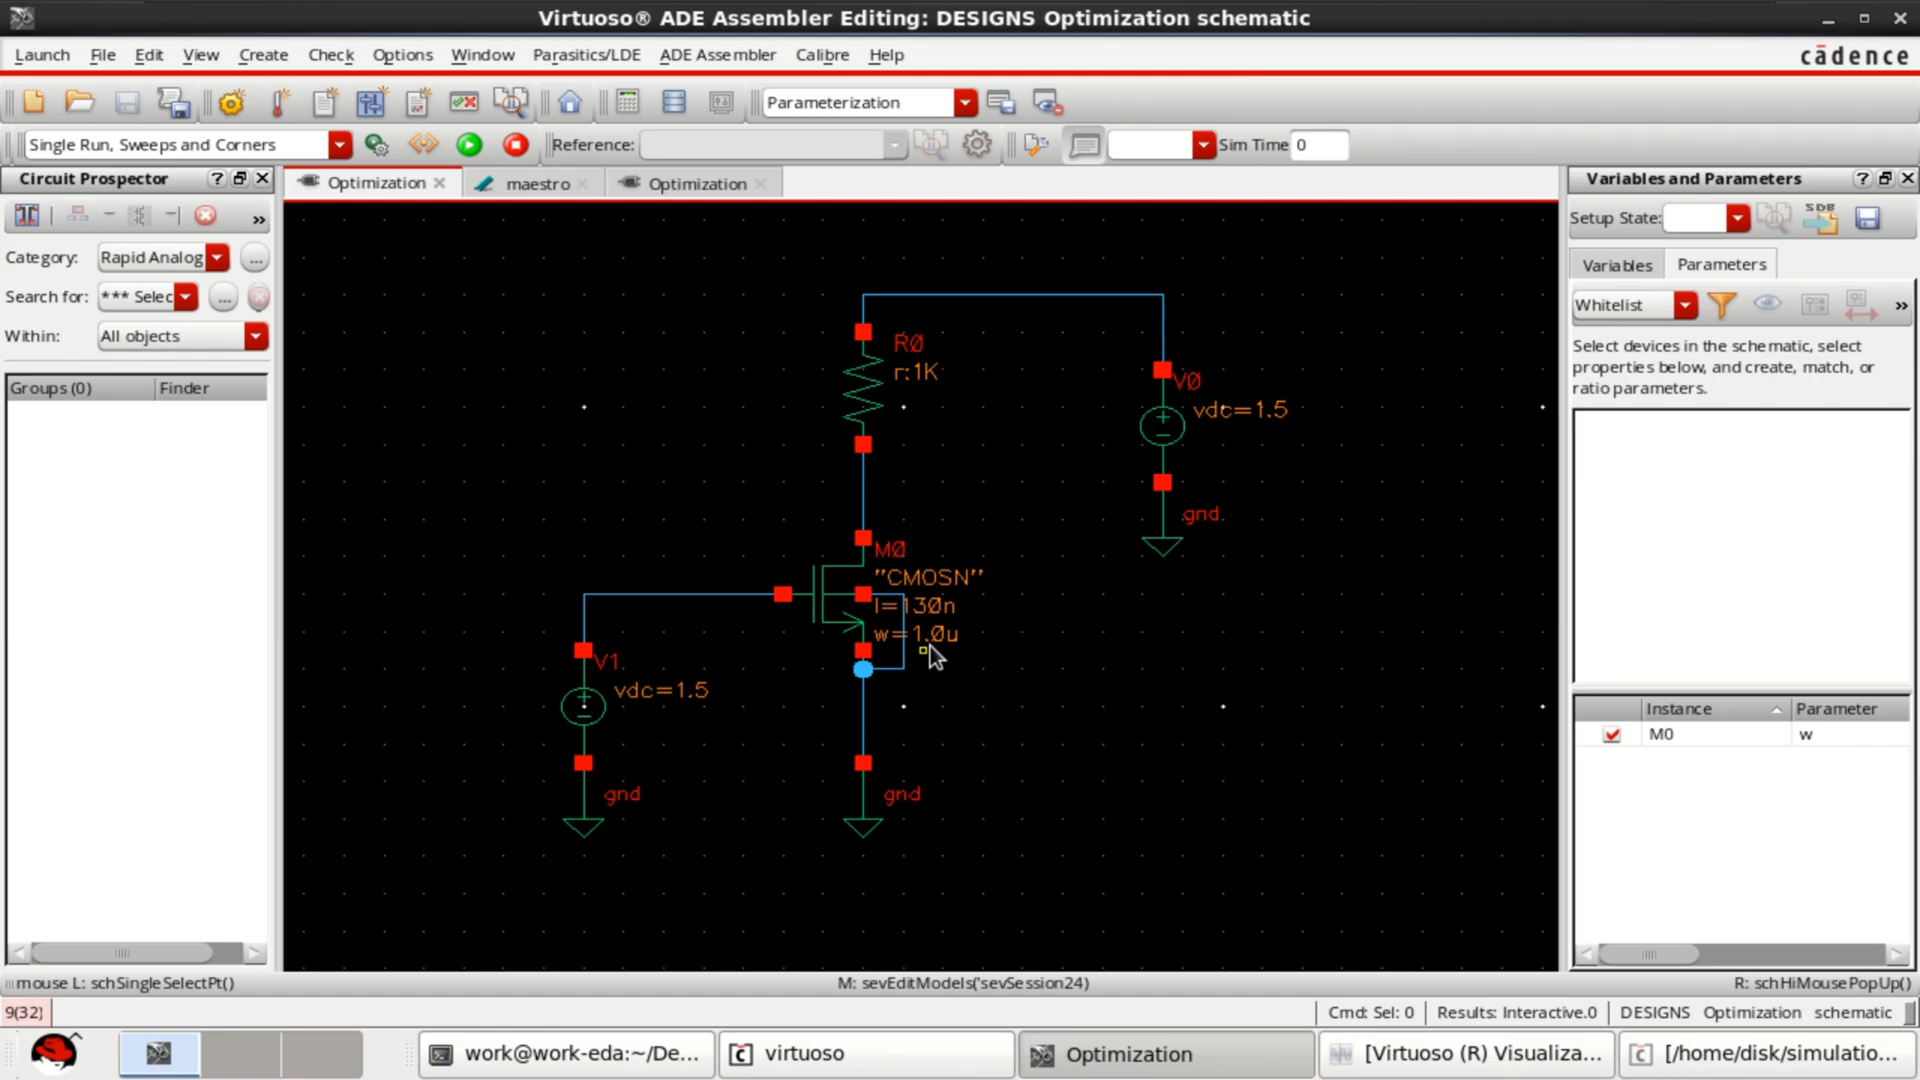 Virtuoso® ADE Assembler Editing: DESIGNS Optimization schematic
Launch File Edit View Create Check Options Window Parasitics/LDE ADE Assembler Calibre Help
cādence
Parameterization
Single Run, Sweeps and Corners
Reference:
Sim Time 0
Circuit Prospector
Optimization
maestro
Optimization
Variables and Parameters
Setup State:
SDB
Category: Rapid Analog
Search for: *** Selec
Within: All objects
Groups (0) Finder
Variables Parameters
Whitelist
Select devices in the schematic, select
properties below, and create, match, or
ratio parameters.
R0
r:1K
V0
vdc=1.5
gnd
M0
"CMOSN"
l=130n
w=1.0u
V1
vdc=1.5
gnd
gnd
Instance Parameter
M0 w
mouse L: schSingleSelectPt()
M: sevEditModels('sevSession24)
R: schHiMousePopUp()
9(32)
Cmd: Sel: 0
Results: Interactive.0
DESIGNS Optimization schematic
work@work-eda:~/De...
virtuoso
Optimization
[Virtuoso (R) Visualiza...
[/home/disk/simulatio...